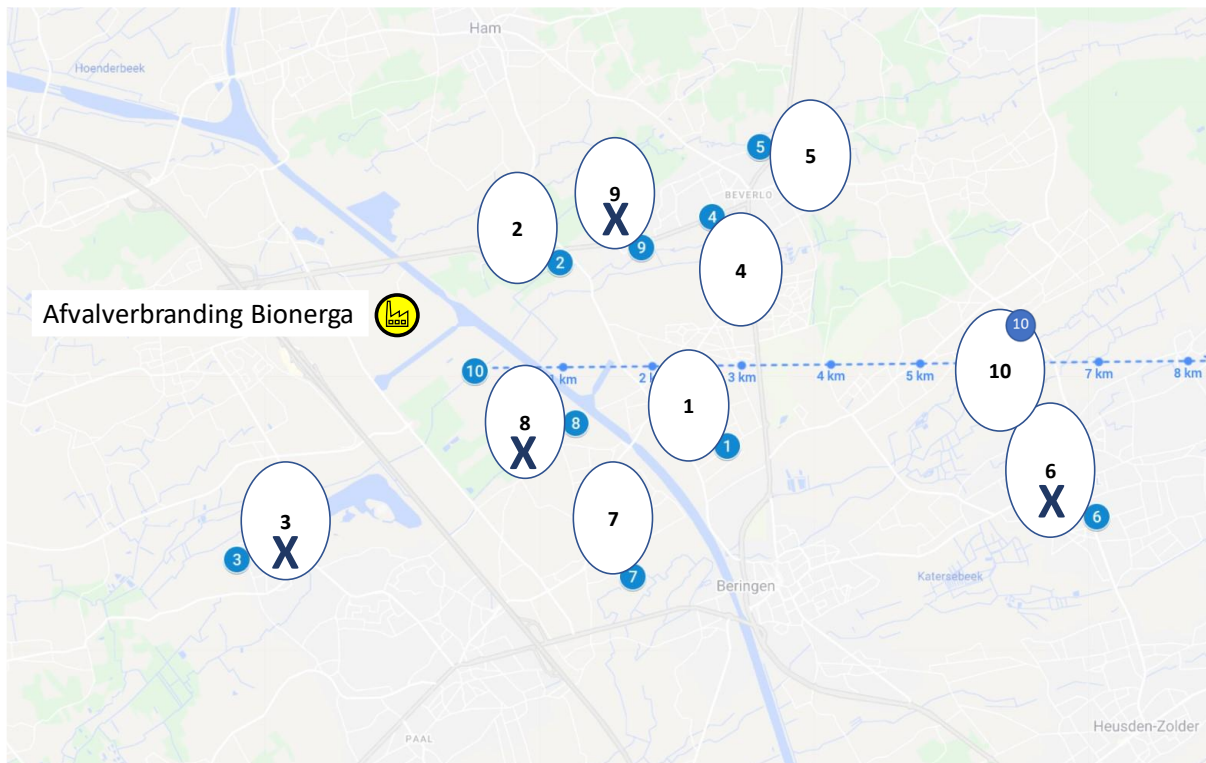 Ham
Hoenderbeek
5
5
BEVERLO
9
X
4
2
9
2
4
Afvalverbranding Bionerga
10
10
10
km
2
3 km
4 km
5 km
7 km
8 km
1
8
X
8
1
6
X
6
3
X
3
7
7
Beringen
Katersebeek
Heusden-Zolder
PAAL